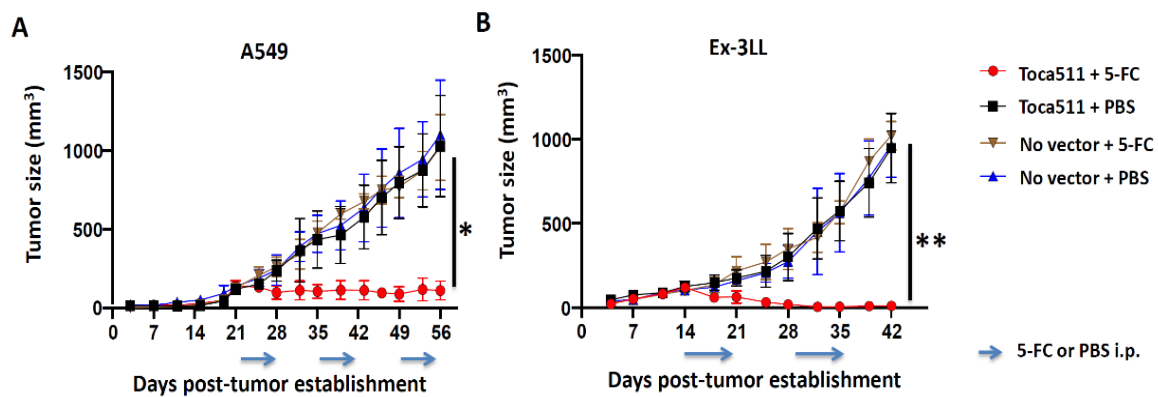 A
A549
Tumor size (mm³)
1500
1000
500
0
0 7 14 21 28 35 42 49 56
*
Days post-tumor establishment
B
Ex-3LL
Tumor size (mm³)
1500
1000
500
0
0 7 14 21 28 35 42
**
Days post-tumor establishment
Toca511 + 5-FC
Toca511 + PBS
No vector + 5-FC
No vector + PBS
5-FC or PBS i.p.